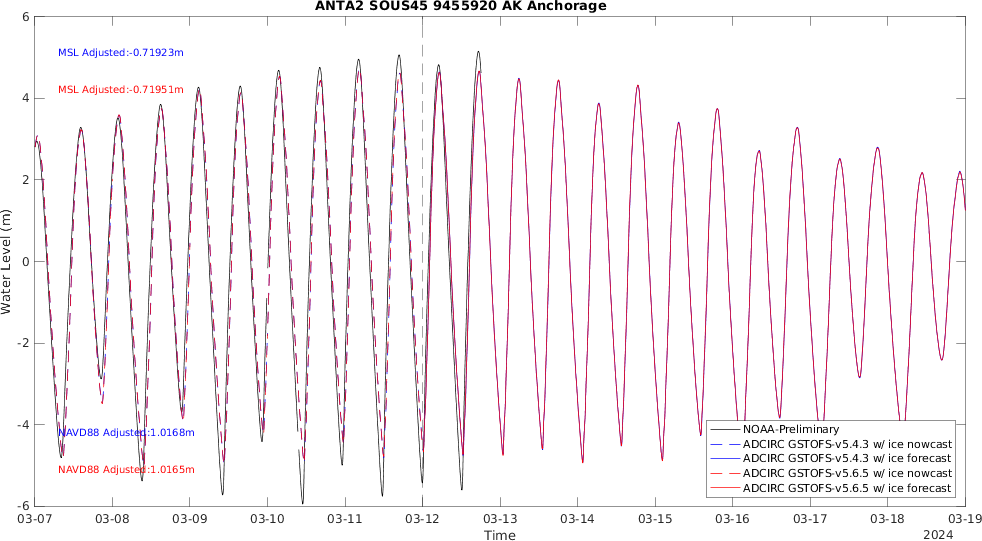 ANTA2 SOUS45 9455920 AK Anchorage
6
MSL Adjusted:-0.71923m
MSL Adjusted:-0.71951m
4
2
Water Level (m)
0
-2
-4
NAVD88 Adjusted:1.0168m
NAVD88 Adjusted:1.0165m
-6
NOAA-Preliminary
ADCIRC GSTOFS-v5.4.3 w/ ice nowcast
ADCIRC GSTOFS-v5.4.3 w/ ice forecast
ADCIRC GSTOFS-v5.6.5 w/ ice nowcast
ADCIRC GSTOFS-v5.6.5 w/ ice forecast
03-07 03-08 03-09 03-10 03-11 03-12 03-13 03-14 03-15 03-16 03-17 03-18 03-19
Time
2024